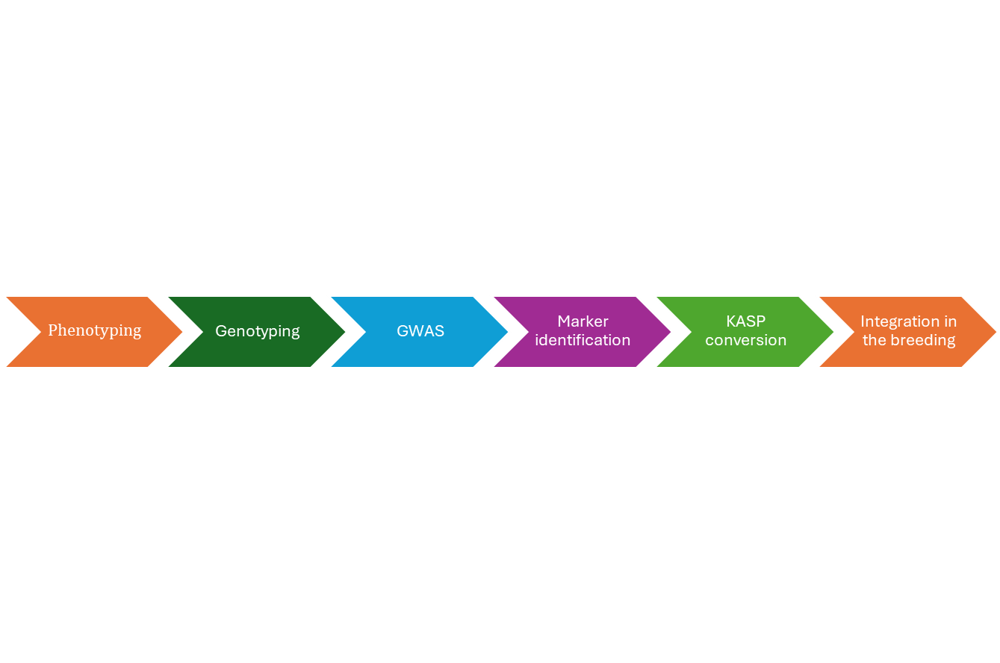 Phenotyping
Genotyping
GWAS
Marker
identification
KASP
conversion
Integration in
the breeding